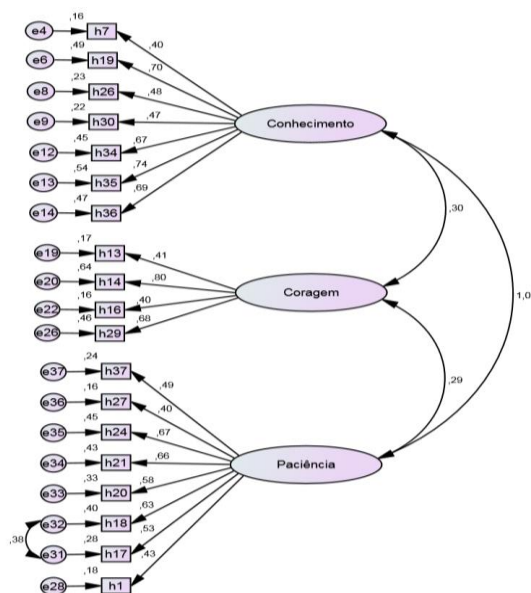 ,16
e4 h7
,40
,49
e6 h19
,70
,23
e8 h26
,48
,22
e9 h30
,47
Conhecimento
,45
e12 h34
,67
,54
e13 h35
,74
,47
e14 h36
,69
,30
,17
e19 h13
,41
,64
e20 h14
,80
Coragem
,16
e22 h16
,40
,46
e26 h29
,68
1,0
,29
,24
e37 h37
,49
,16
e36 h27
,40
,45
e35 h24
,67
,43
e34 h21
,66
Paciência
,33
e33 h20
,58
,40
e32 h18
,63
,38
,28
e31 h17
,53
,18
e28 h1
,43